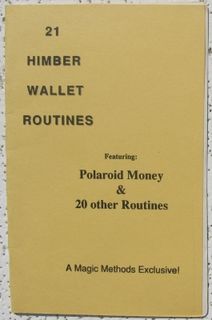 21
HIMBER
WALLET
ROUTINES
Featuring:
Polaroid Money
&
20 other Routines
A Magic Methods Exclusive!